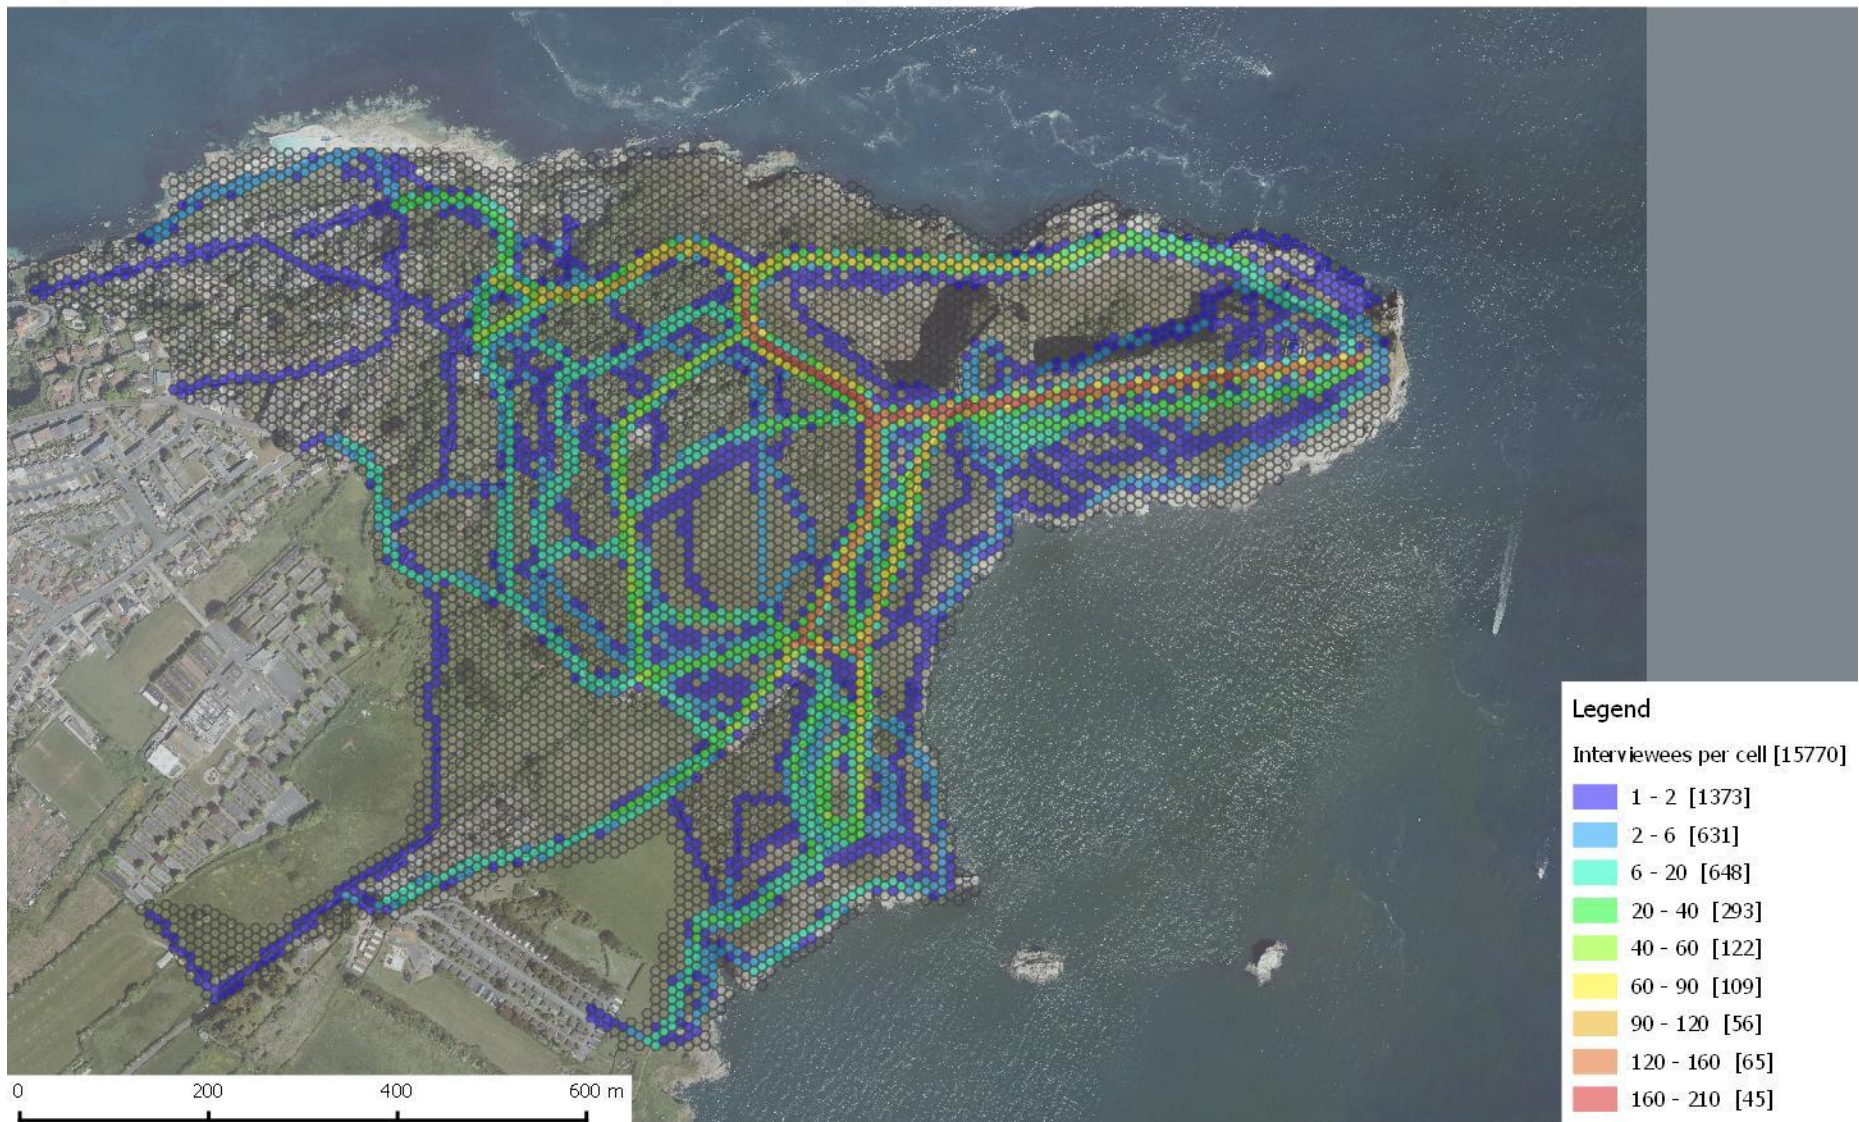 Legend
Interviewees per cell [15770]
1 - 2 [1373]
2 - 6 [631]
6 - 20 [648]
20 - 40 [293]
40 - 60 [122]
60 - 90 [109]
90 - 120 [56]
120 - 160 [65]
160 - 210 [45]
0 200 400 600 m